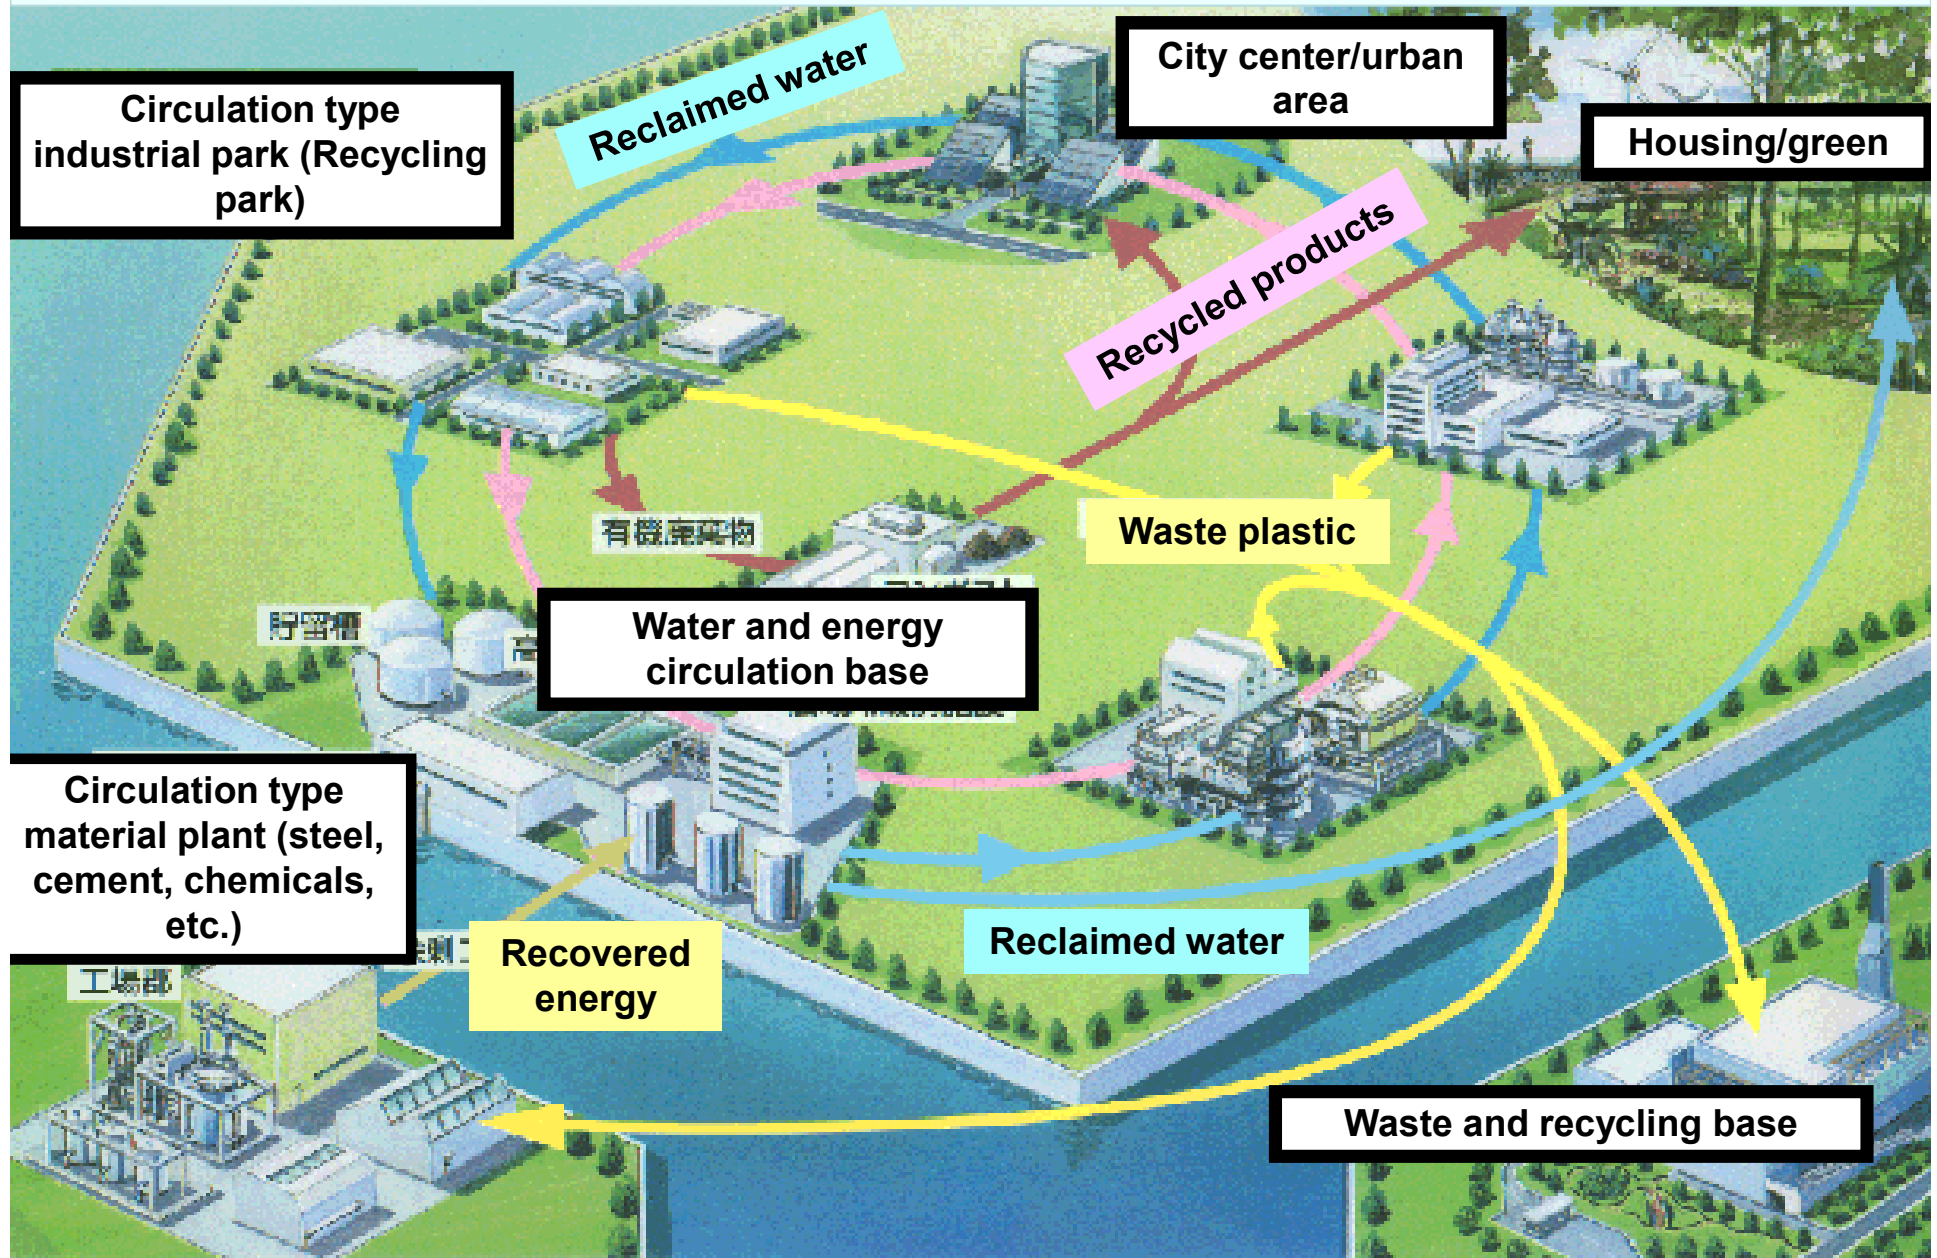 Reclaimed water
City center/urban
area
Circulation type
industrial park (Recycling
park)
Housing/green
Recycled products
Waste plastic
有機廃棄物
貯留槽
Water and energy
circulation base
Circulation type
material plant (steel,
cement, chemicals,
etc.)
工場部
Recovered
energy
Reclaimed water
Waste and recycling base